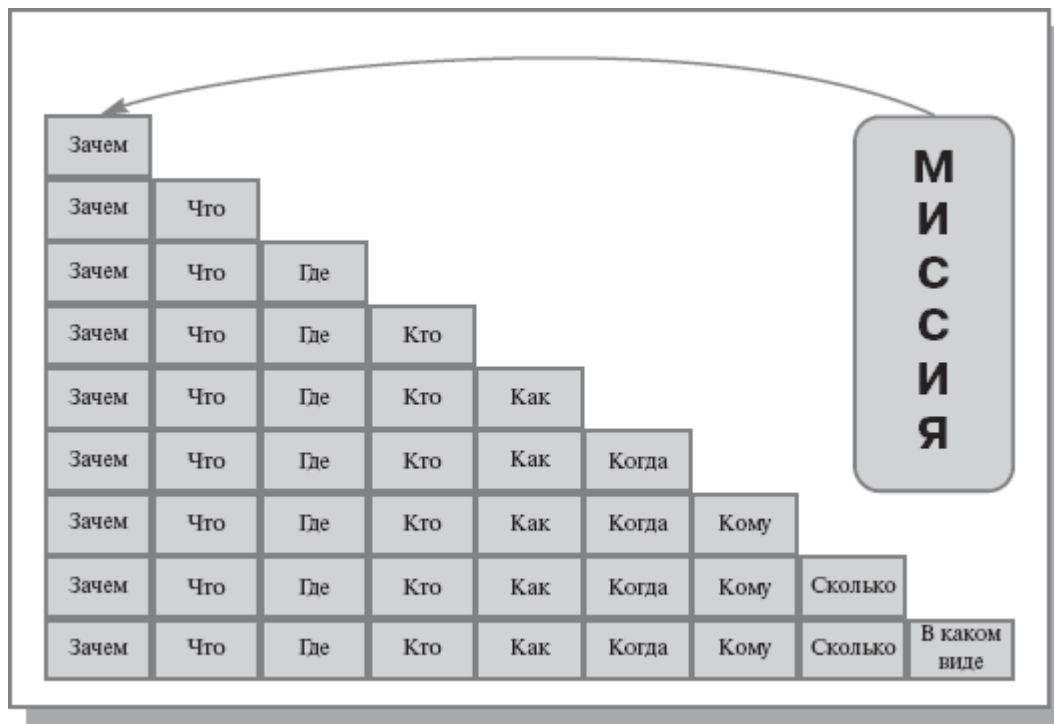 Зачем
Зачем Что
Зачем Что Где
Зачем Что Где Кто
Зачем Что Где Кто Как
Зачем Что Где Кто Как Когда
Зачем Что Где Кто Как Когда Кому
Зачем Что Где Кто Как Когда Кому Сколько
Зачем Что Где Кто Как Когда Кому Сколько В каком
виде
М
И
С
С
И
Я